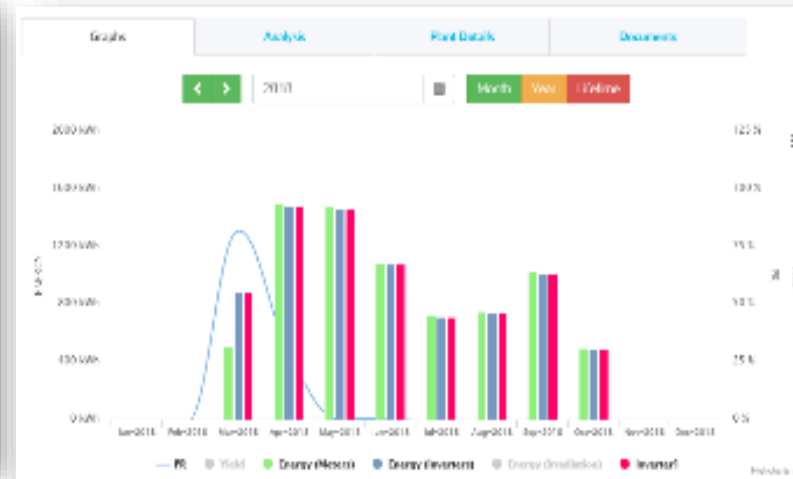 Graphs Analysis Plant Details Documents
2018 Month Year Lifetime
2000 kWh 125 %
1600 kWh 100 %
1200 kWh 75 %
800 kWh 50 %
400 kWh 25 %
0 kWh 0 %
Jan-2018 Feb-2018 Mar-2018 Apr-2018 May-2018 Jun-2018 Jul-2018 Aug-2018 Sep-2018 Oct-2018 Nov-2018 Dec-2018
PR Yield Energy (Meters) Energy (Inverters) Energy (Irradiation) Inverter1